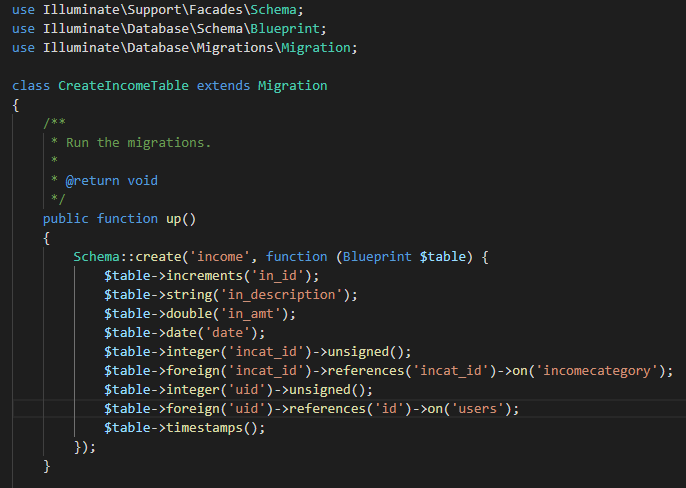 use Illuminate\Support\Facades\Schema;
use Illuminate\Database\Schema\Blueprint;
use Illuminate\Database\Migrations\Migration;
class CreateIncomeTable extends Migration
{
/**
* Run the migrations.
*
* @return void
*/
public function up()
{
Schema::create('income', function (Blueprint $table) {
$table->increments('in_id');
$table->string('in_description');
$table->double('in_amt');
$table->date('date');
$table->integer('incat_id')->unsigned();
$table->foreign('incat_id')->references('incat_id')->on('incomecategory');
$table->integer('uid')->unsigned();
$table->foreign('uid')->references('id')->on('users');
$table->timestamps();
});
}